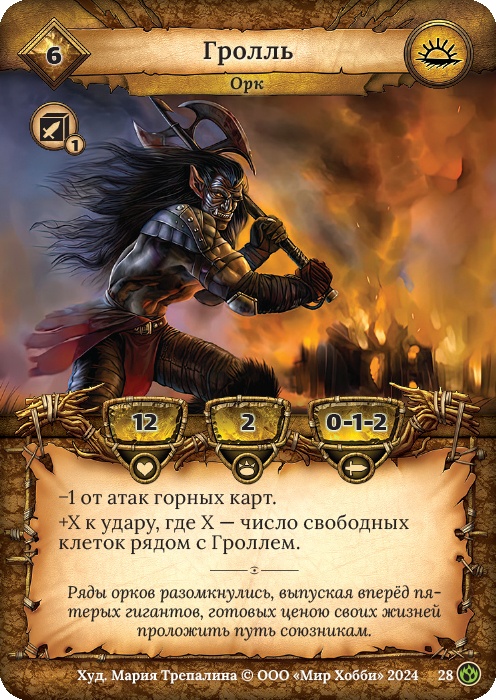 6
Гролль
Орк
1
12
2
0-1-2
−1 от атак горных карт.
+X к удару, где X — число свободных
клеток рядом с Гроллем.
Ряды орков разомкнулись, выпуская вперёд пя-
терых гигантов, готовых ценою своих жизней
проложить путь союзникам.
Худ. Мария Трепалина © ООО «Мир Хобби» 2024
28